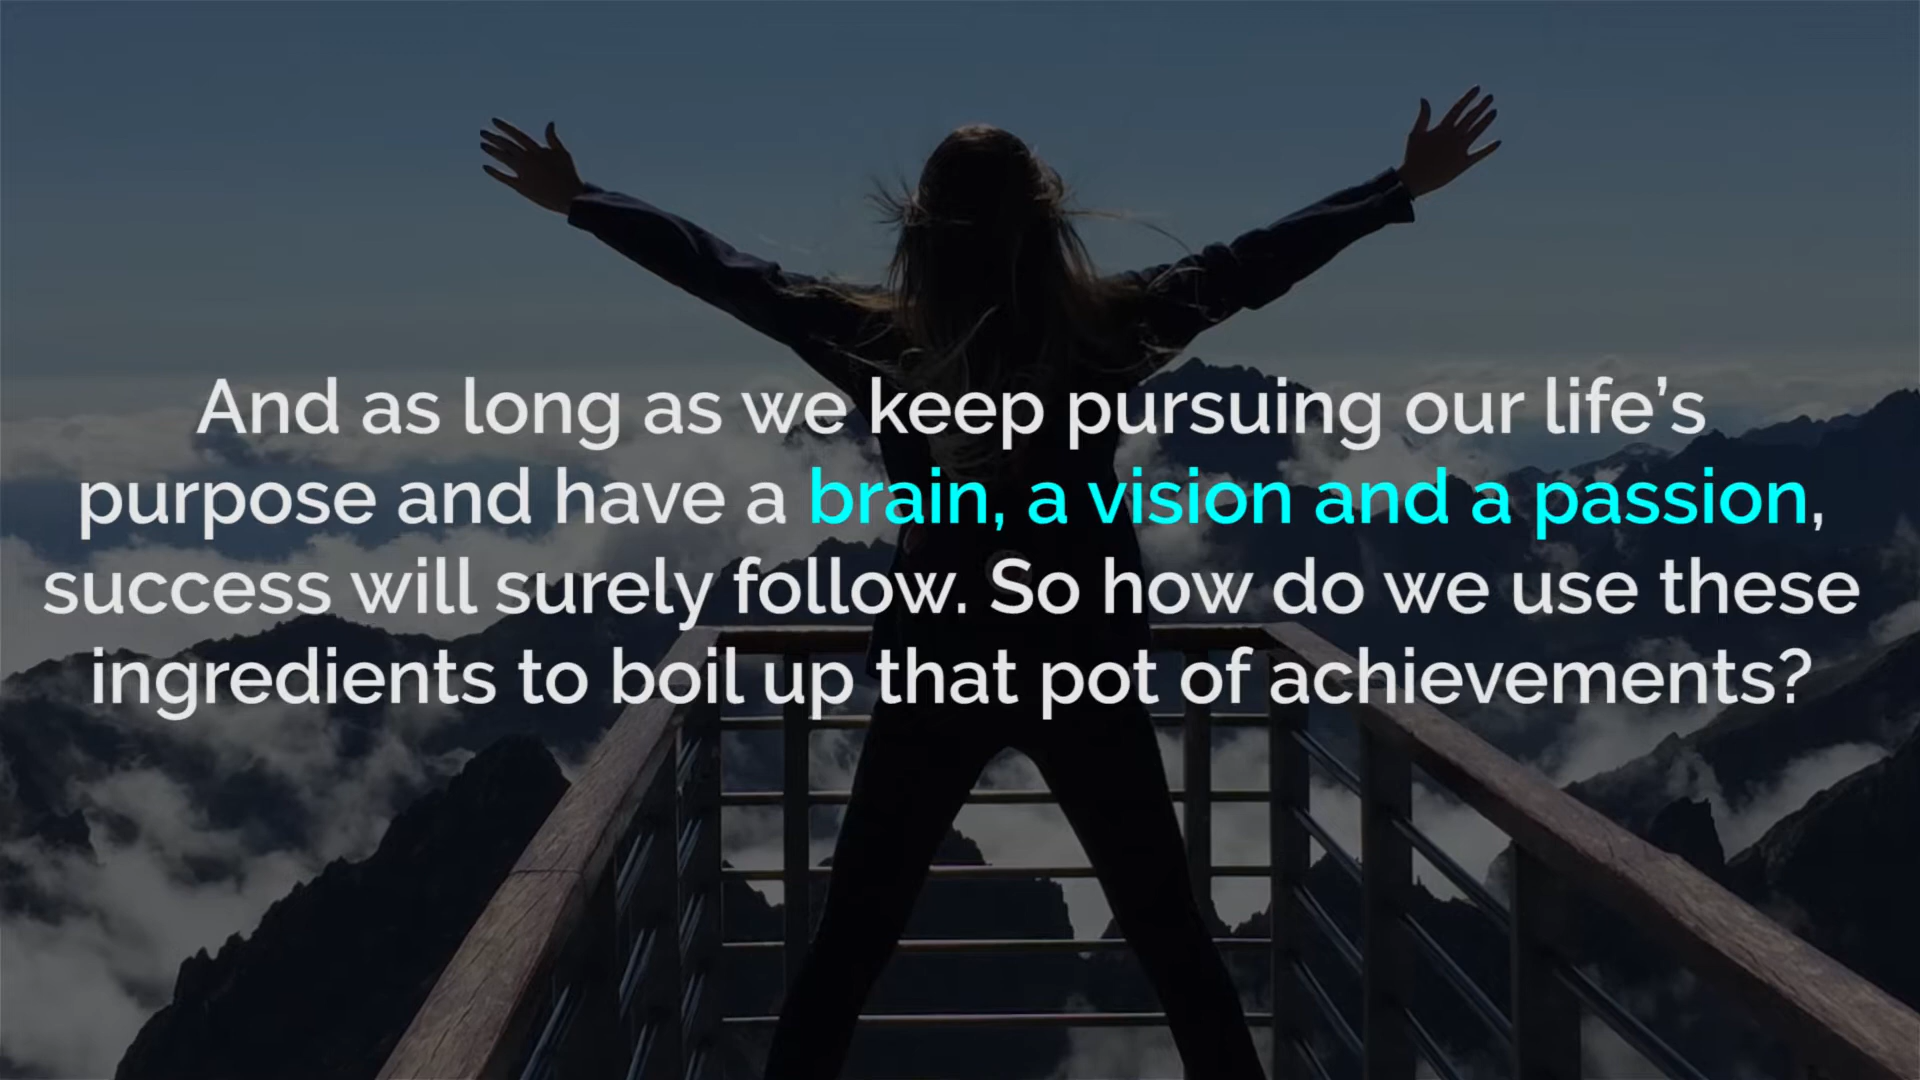 And as long as we keep pursuing our life’s
purpose and have a brain, a vision and a passion,
success will surely follow. So how do we use these
ingredients to boil up that pot of achievements?